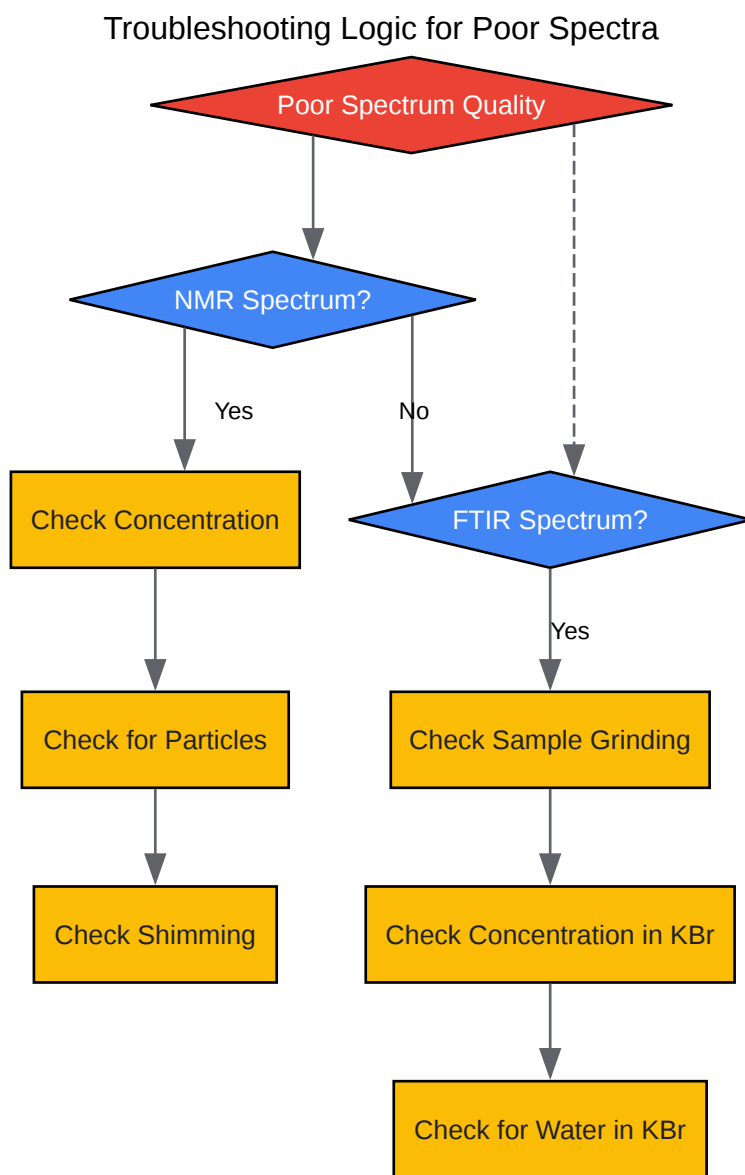 Troubleshooting Logic for Poor Spectra
Poor Spectrum Quality
NMR Spectrum?
Yes
No
Check Concentration
FTIR Spectrum?
Yes
Check for Particles
Check Sample Grinding
Check Shimming
Check Concentration in KBr
Check for Water in KBr